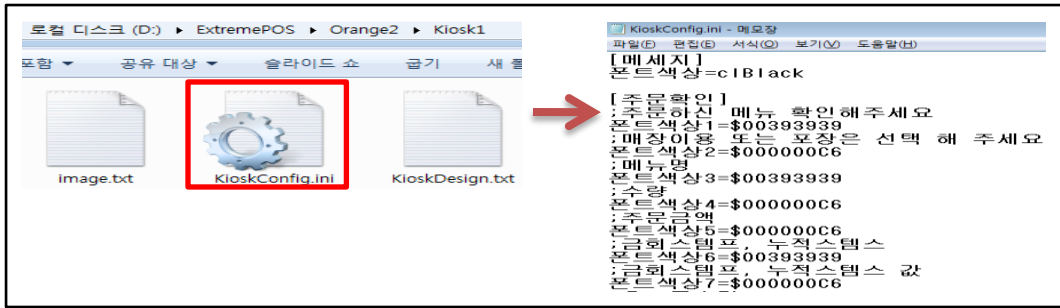 로컬 디스크 (D:) ▸ ExtremePOS ▸ Orange2 ▸ Kiosk1
포함 ▼ 공유 대상 ▼ 슬라이드 쇼 굽기 새
image.txt KioskConfig.ini KioskDesign.txt
KioskConfig.ini - 메모장
파일(F) 편집(E) 서식(O) 보기(V) 도움말(H)
[메세지]
폰트색상=clBlack
[주문확인]
;주문하신 메뉴 확인해주세요
폰트색상1=$00393939
;매장이용 또는 포장은 선택 해 주세요
폰트색상2=$000000C6
;메뉴명
폰트색상3=$00393939
;수량
폰트색상4=$000000C6
;주문금액
폰트색상5=$000000C6
;금회스템프, 누적스템스
폰트색상6=$00393939
;금회스템프, 누적스템스 값
폰트색상7=$000000C6